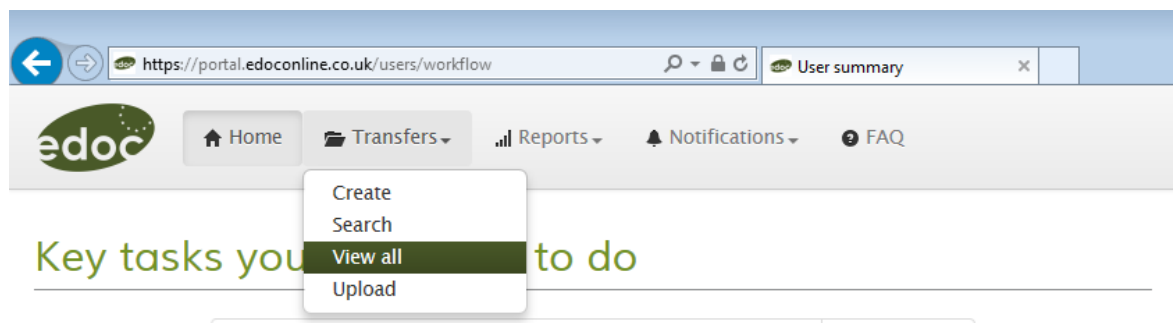 https://portal.edoconline.co.uk/users/workflow
edoc User summary
edoc Home Transfers Reports Notifications FAQ
Create
Search
View all
Upload
Key tasks you to do